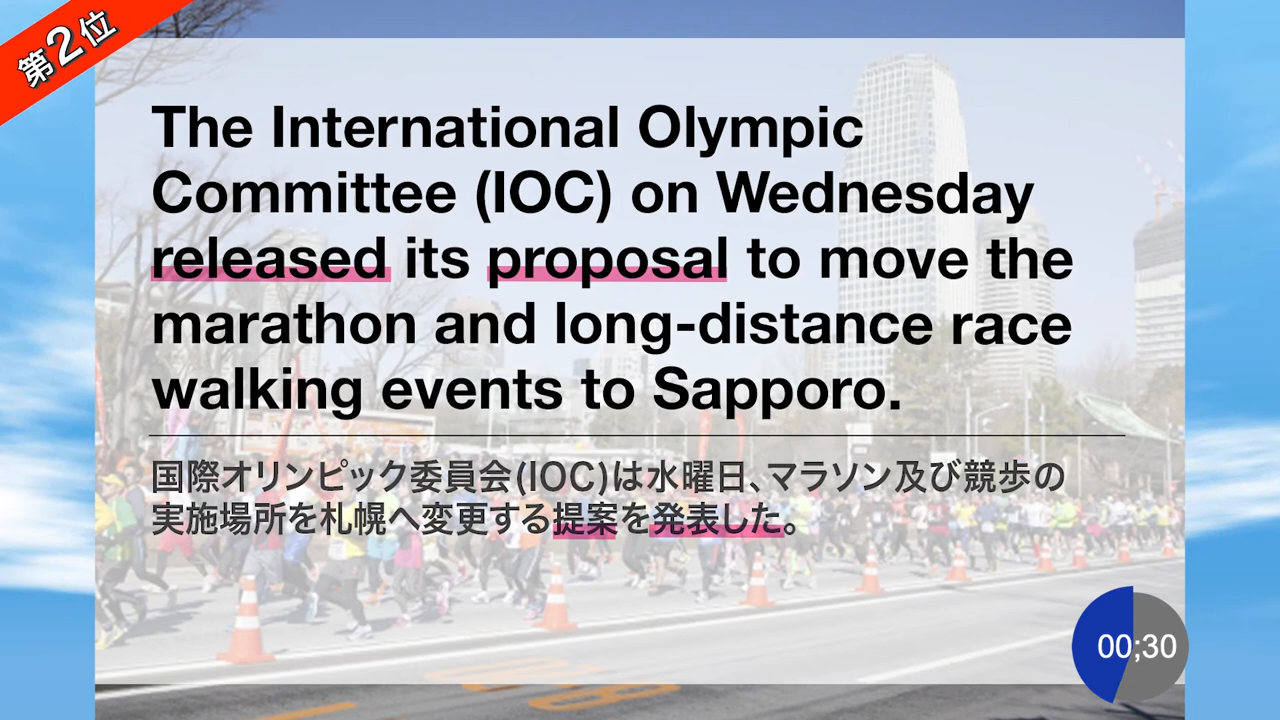 第2位
The International Olympic
Committee (IOC) on Wednesday
released its proposal to move the
marathon and long-distance race
walking events to Sapporo.
国際オリンピック委員会(IOC)は水曜日、マラソン及び競歩の
実施場所を札幌へ変更する提案を発表した。
00;30